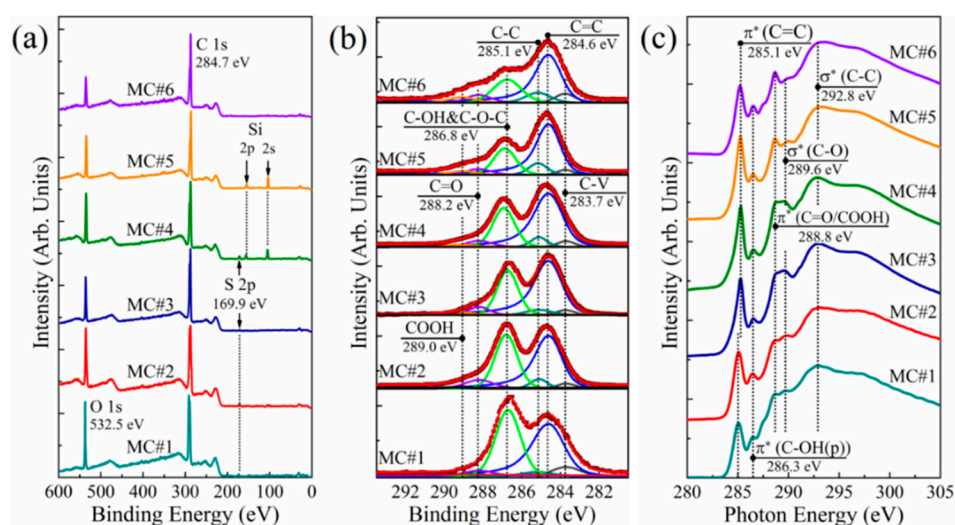 (a)
C 1s
284.7 eV
MC#6
Si
2p 2s
MC#5
MC#4
S 2p
169.9 eV
MC#3
MC#2
O 1s
532.5 eV
MC#1
Intensity (Arb. Units)
600 500 400 300 200 100 0
Binding Energy (eV)
(b)
C-C
285.1 eV
C=C
284.6 eV
MC#6
C-OH&C-O-C
286.8 eV
MC#5
C=O
288.2 eV
C-V
283.7 eV
MC#4
MC#3
COOH
289.0 eV
MC#2
MC#1
Intensity (Arb. Units)
292 288 284 280
Binding Energy (eV)
(c)
π* (C=C)
285.1 eV
MC#6
σ* (C-C)
292.8 eV
MC#5
σ* (C-O)
289.6 eV
MC#4
π* (C=O/COOH)
288.8 eV
MC#3
MC#2
MC#1
π* (C-OH(p))
286.3 eV
Intensity (Arb. Units)
280 285 290 295 300 305
Photon Energy (eV)